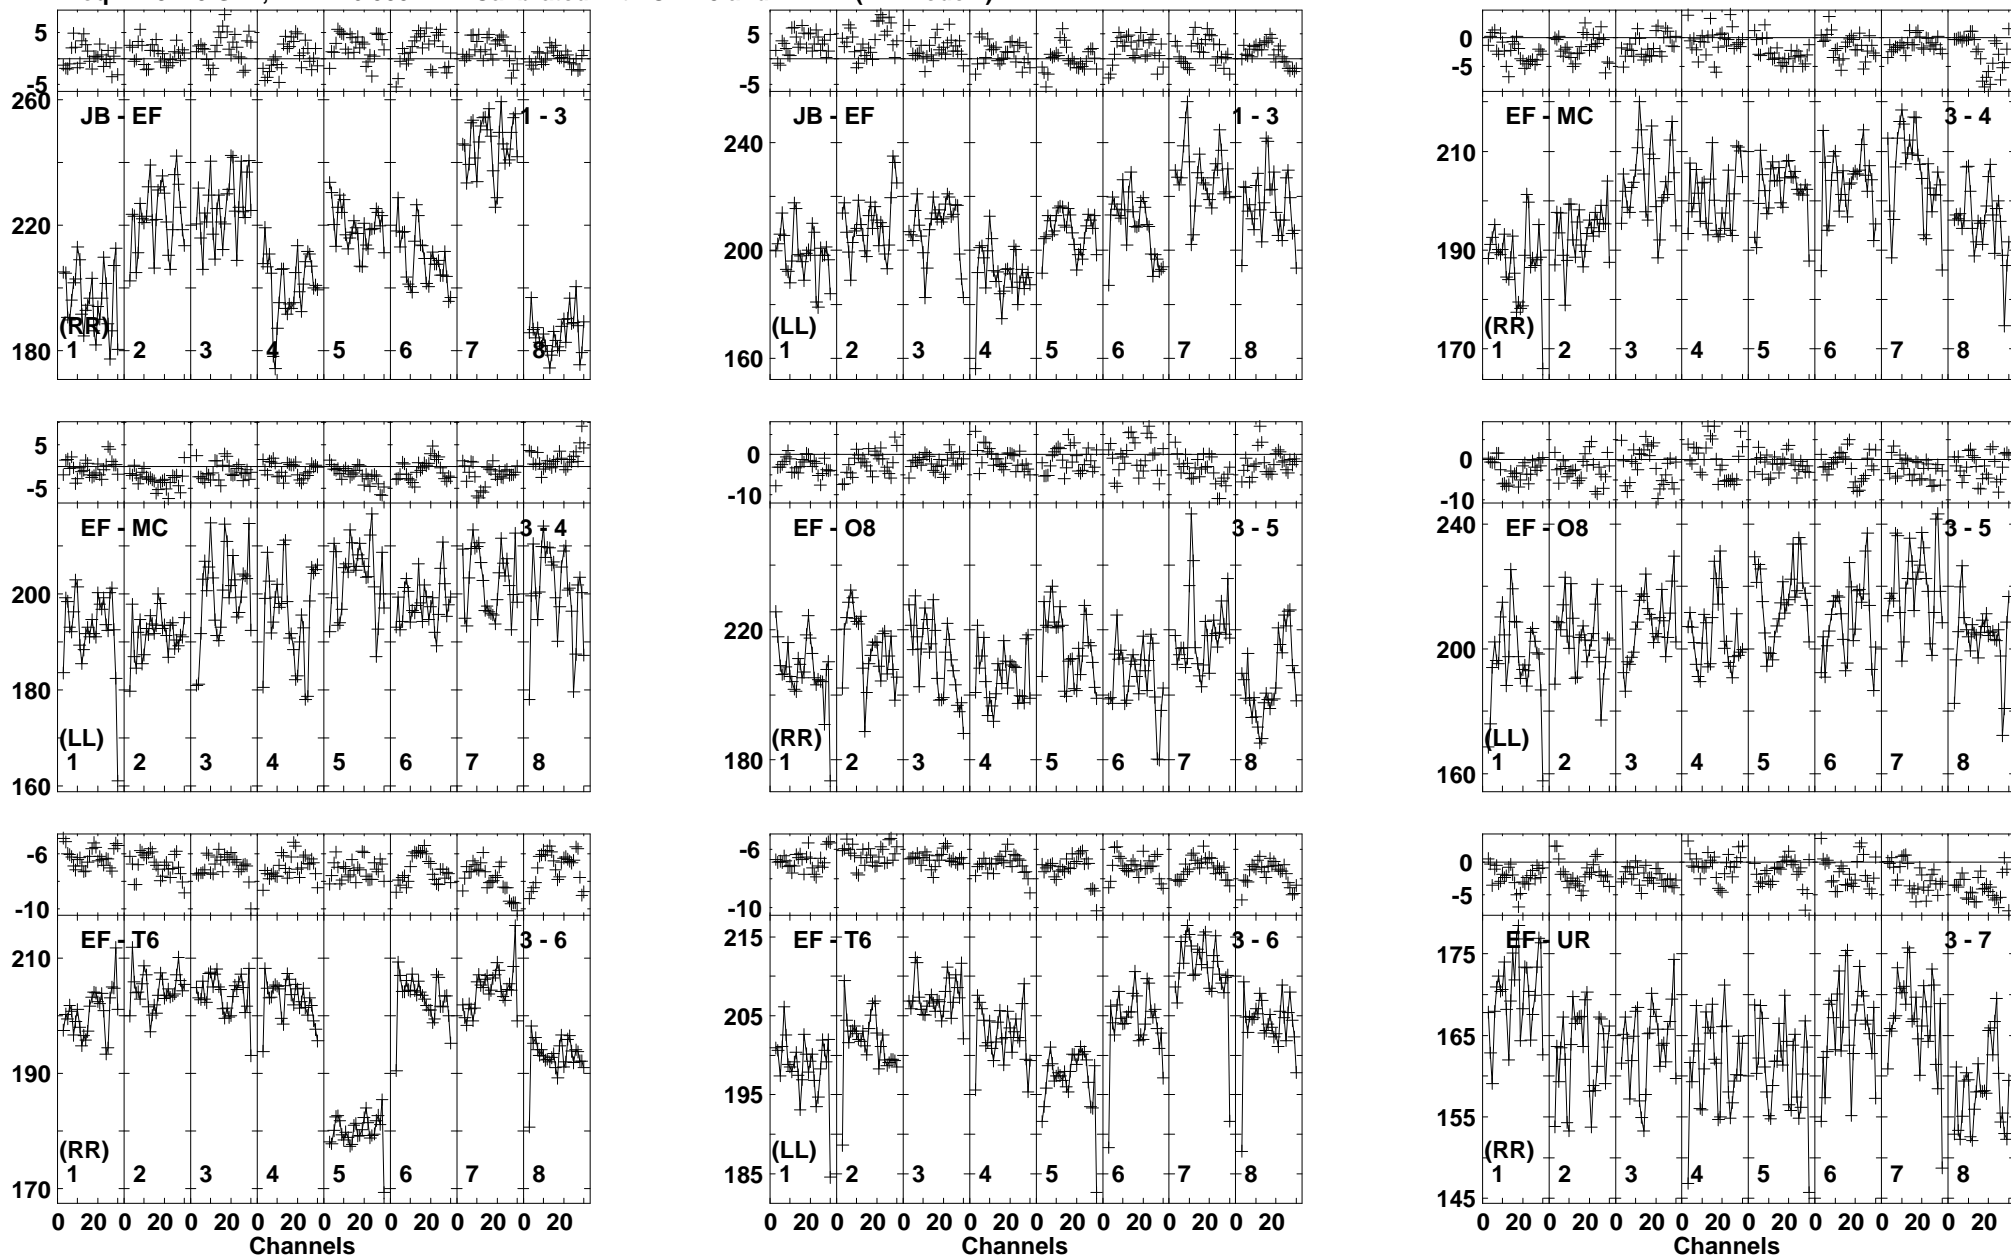 5
-5
260
220
180
JB - EF
1 - 3
(RR)
1 2 3 4 5 6 7 8
5
-5
240
200
160
JB - EF
1 - 3
(LL)
1 2 3 4 5 6 7 8
0
-5
210
190
170
EF - MC
3 - 4
(RR)
1 2 3 4 5 6 7 8
5
-5
200
180
160
EF - MC
3 - 4
(LL)
1 2 3 4 5 6 7 8
0
-10
220
180
EF - O8
3 - 5
(RR)
1 2 3 4 5 6 7 8
0
-10
240
200
160
EF - O8
3 - 5
(LL)
1 2 3 4 5 6 7 8
-6
-10
210
190
170
EF - T6
3 - 6
(RR)
1 2 3 4 5 6 7 8
0 20 0 20 0 20 0 20 0 20 0 20 0 20 0 20
Channels
-6
-10
215
205
195
185
EF - T6
3 - 6
(LL)
1 2 3 4 5 6 7 8
0 20 0 20 0 20 0 20 0 20 0 20 0 20 0 20
Channels
0
-5
175
165
155
145
EF - UR
3 - 7
(RR)
1 2 3 4 5 6 7 8
0 20 0 20 0 20 0 20 0 20 0 20 0 20 0 20
Channels